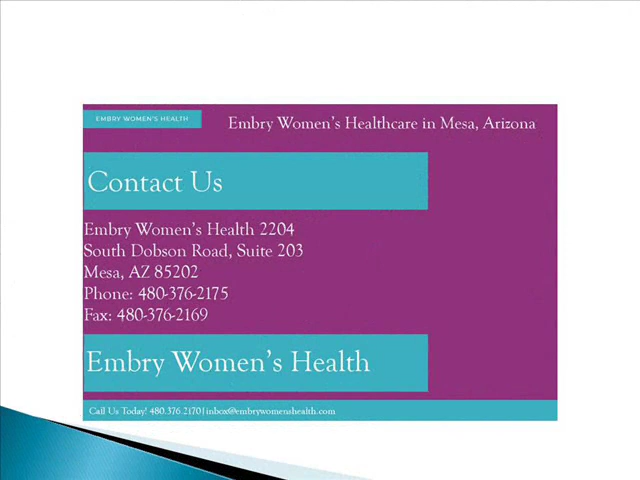 EMBRY WOMEN'S HEALTH
Embry Women's Healthcare in Mesa, Arizona
Contact Us
Embry Women's Health 2204
South Dobson Road, Suite 203
Mesa, AZ 85202
Phone: 480-376-2175
Fax: 480-376-2169
Embry Women's Health
Call Us Today! 480.376.2170|inbox@embrywomenshealth.com